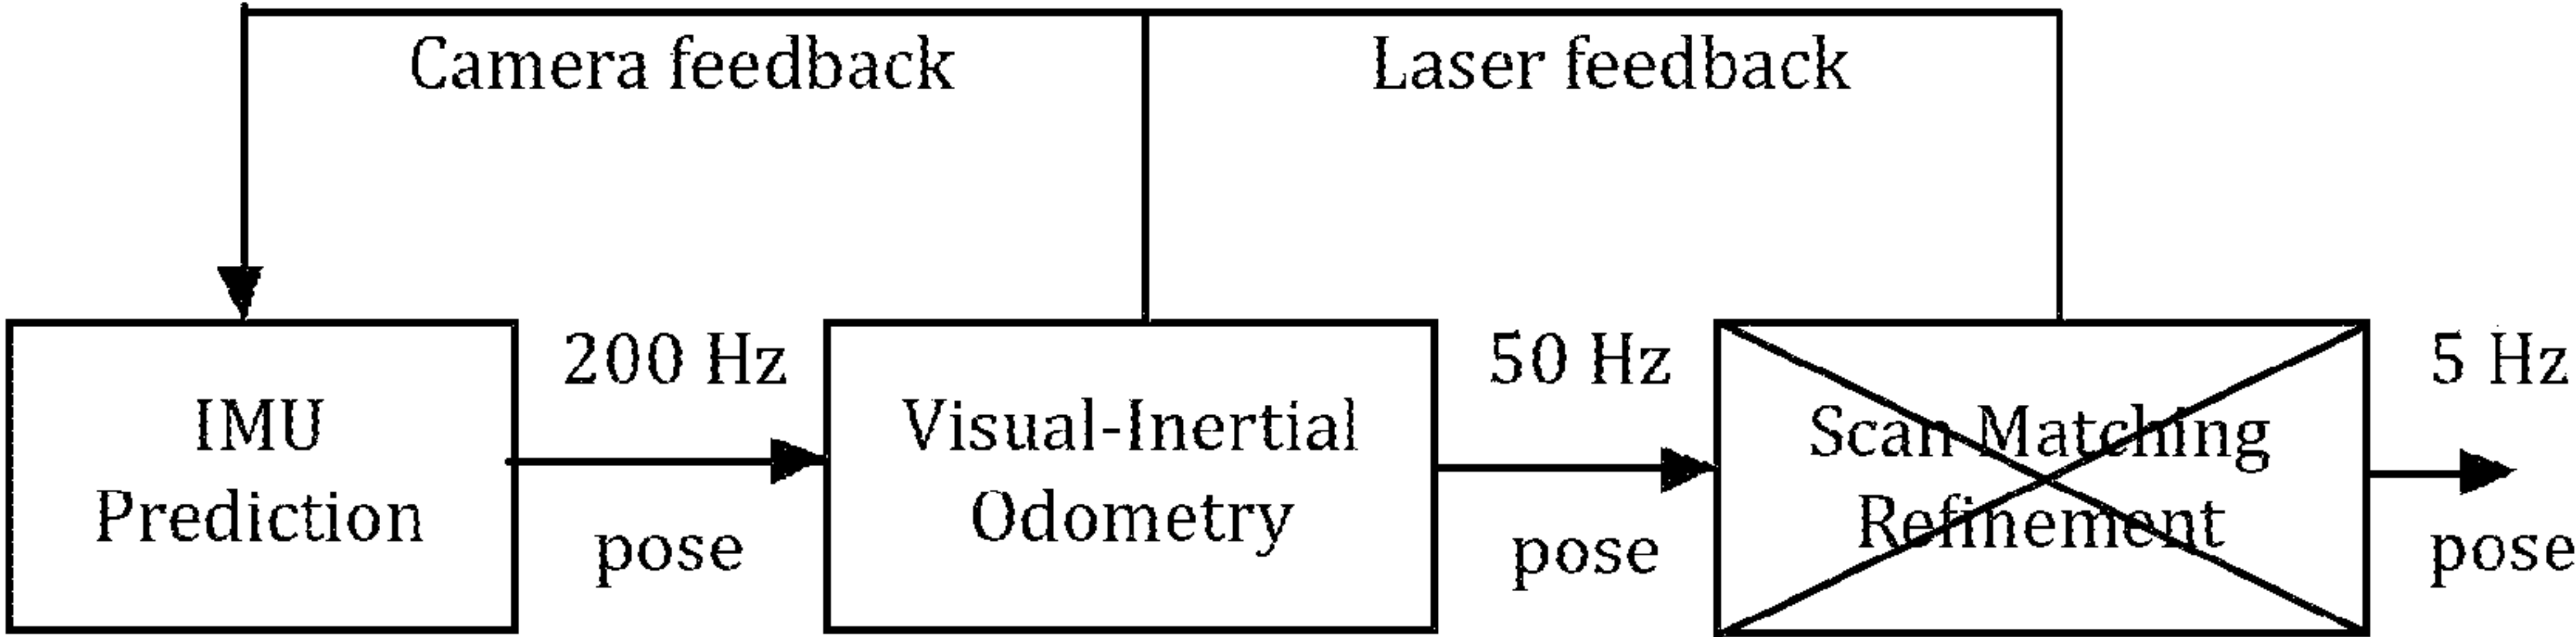 Camera feedback
Laser feedback
IMU
Prediction
200 Hz
pose
Visual-Inertial
Odometry
50 Hz
pose
Scan Matching
Refinement
5 Hz
pose